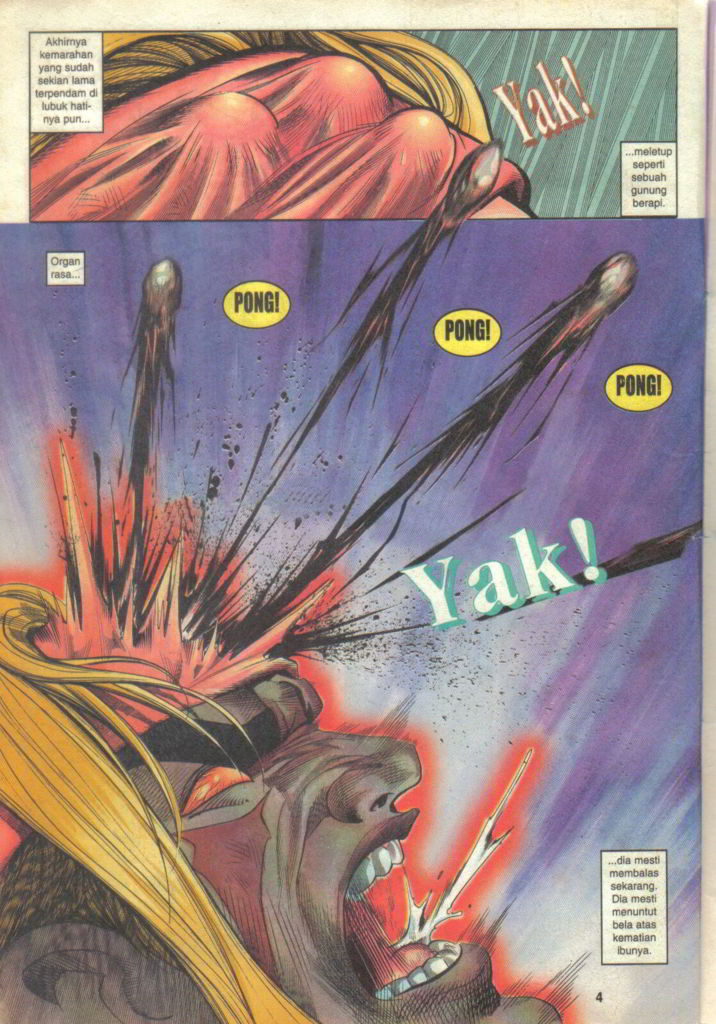 Akhirnya
kemarahan
yang sudah
sekian lama
terpendam di
lubuk hati-
nya pun...
Yak!
...meletup
seperti
sebuah
gunung
berapi.
Organ
rasa...
PONG!
PONG!
PONG!
Yak!
...dia mesti
membalas
sekarang.
Dia mesti
menuntut
bela atas
kematian
ibunya.
4